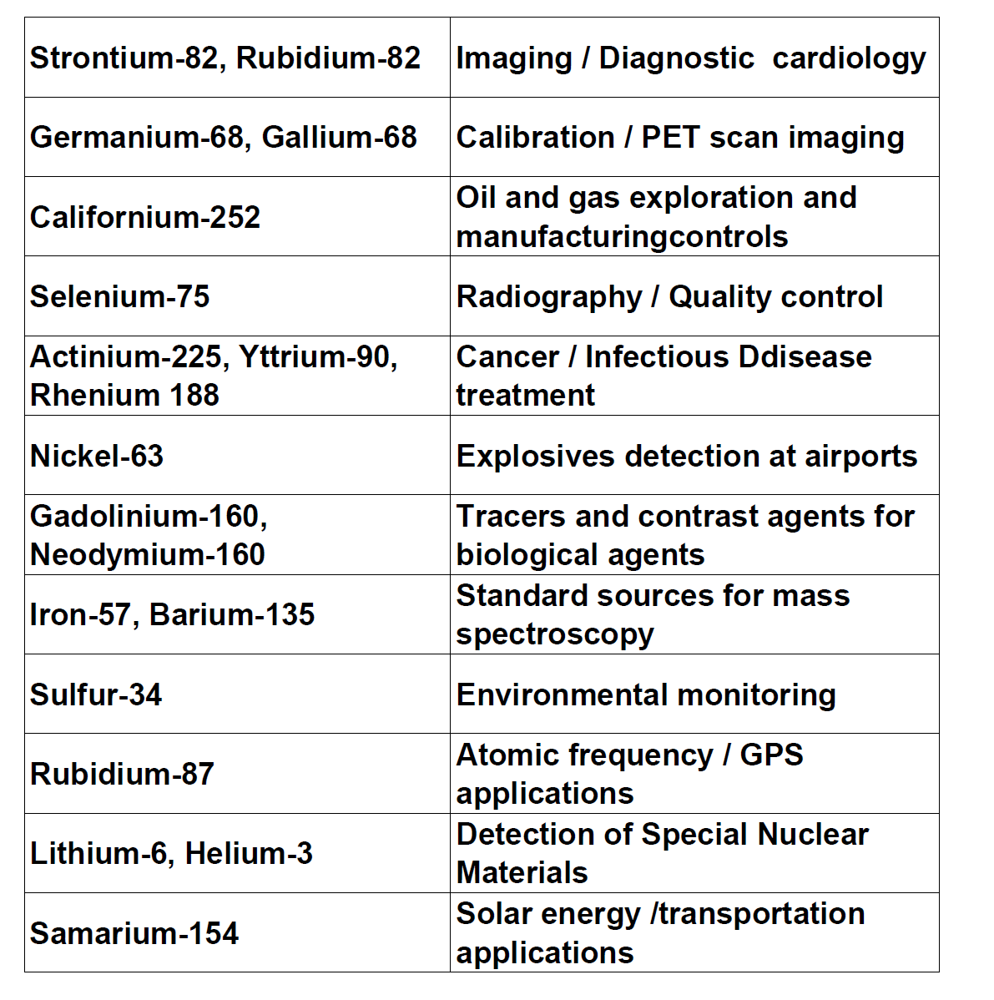 Strontium-82, Rubidium-82
Imaging / Diagnostic  cardiology
Germanium-68, Gallium-68
Calibration / PET scan imaging
Californium-252
Oil and gas exploration and
manufacturingcontrols
Selenium-75
Radiography / Quality control
Actinium-225, Yttrium-90,
Rhenium 188
Cancer / Infectious Ddisease
treatment
Nickel-63
Explosives detection at airports
Gadolinium-160,
Neodymium-160
Tracers and contrast agents for
biological agents
Iron-57, Barium-135
Standard sources for mass
spectroscopy
Sulfur-34
Environmental monitoring
Rubidium-87
Atomic frequency / GPS
applications
Lithium-6, Helium-3
Detection of Special Nuclear
Materials
Samarium-154
Solar energy /transportation
applications